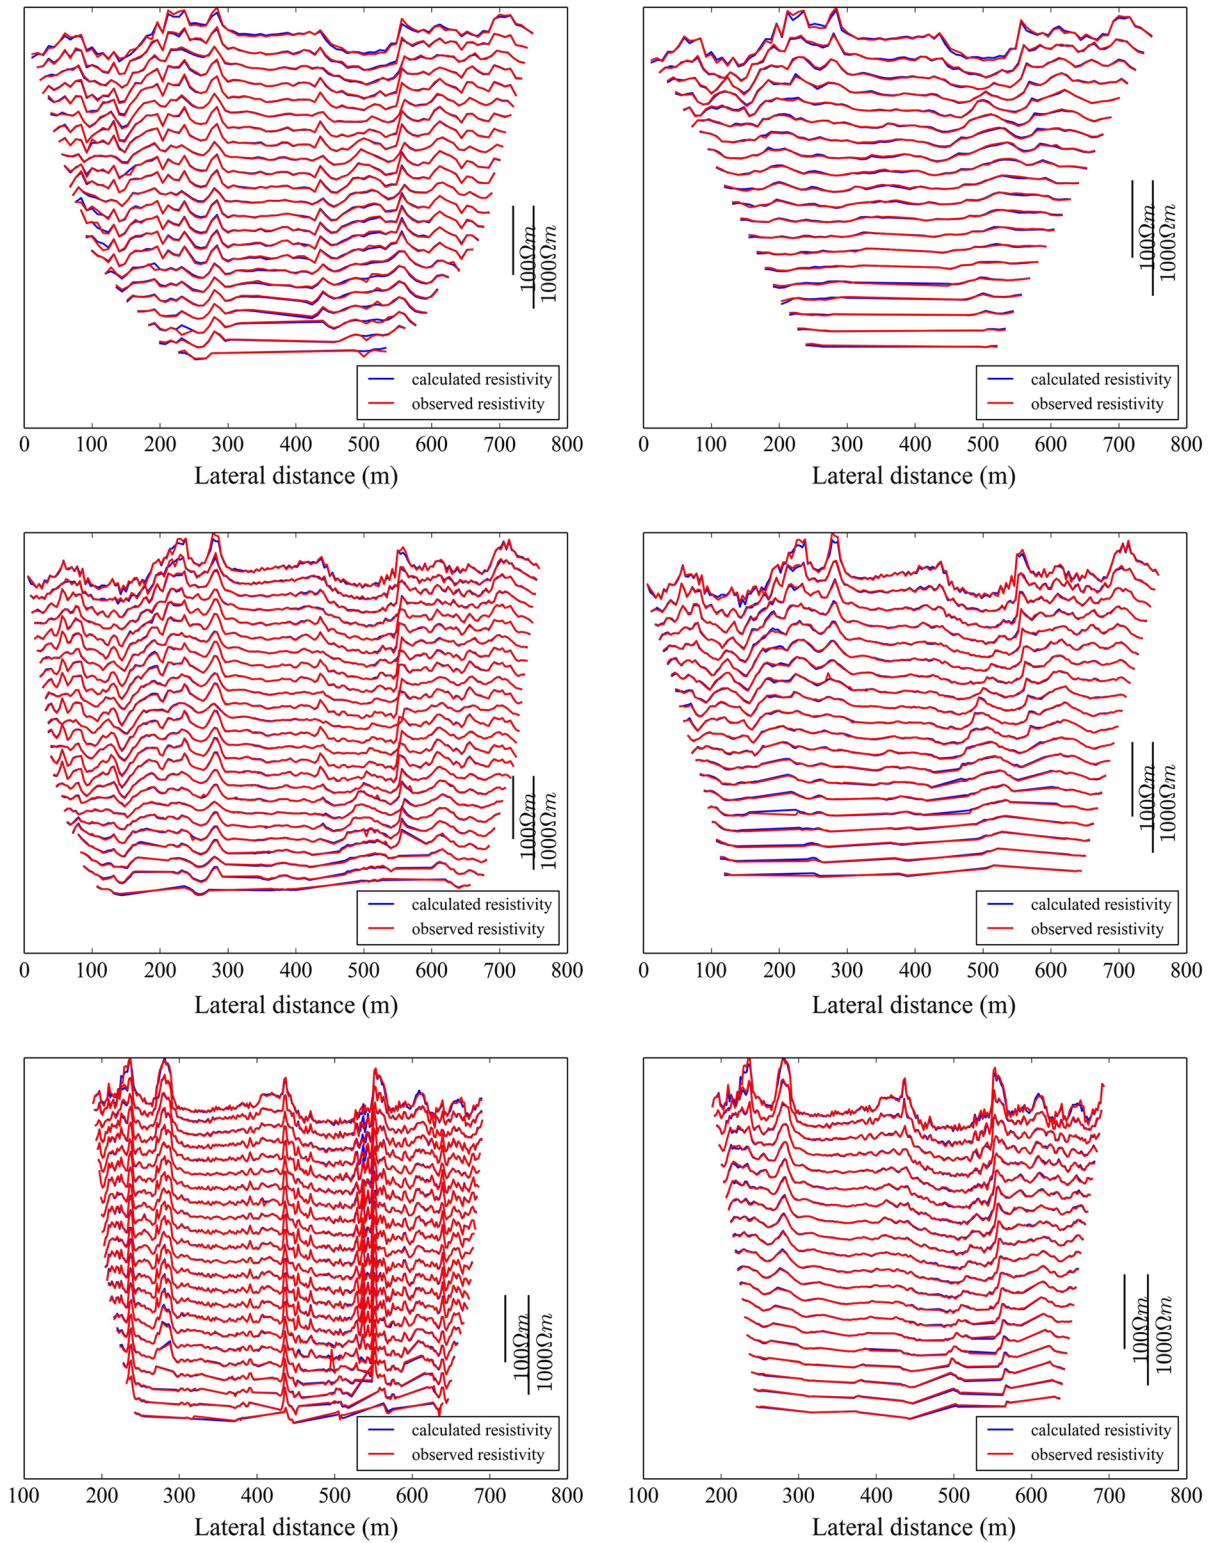 100Ωm
1000Ωm
calculated resistivity
observed resistivity
0 100 200 300 400 500 600 700 800
Lateral distance (m)
100Ωm
1000Ωm
calculated resistivity
observed resistivity
0 100 200 300 400 500 600 700 800
Lateral distance (m)
100Ωm
1000Ωm
calculated resistivity
observed resistivity
0 100 200 300 400 500 600 700 800
Lateral distance (m)
100Ωm
1000Ωm
calculated resistivity
observed resistivity
0 100 200 300 400 500 600 700 800
Lateral distance (m)
100Ωm
1000Ωm
calculated resistivity
observed resistivity
100 200 300 400 500 600 700 800
Lateral distance (m)
100Ωm
1000Ωm
calculated resistivity
observed resistivity
100 200 300 400 500 600 700 800
Lateral distance (m)